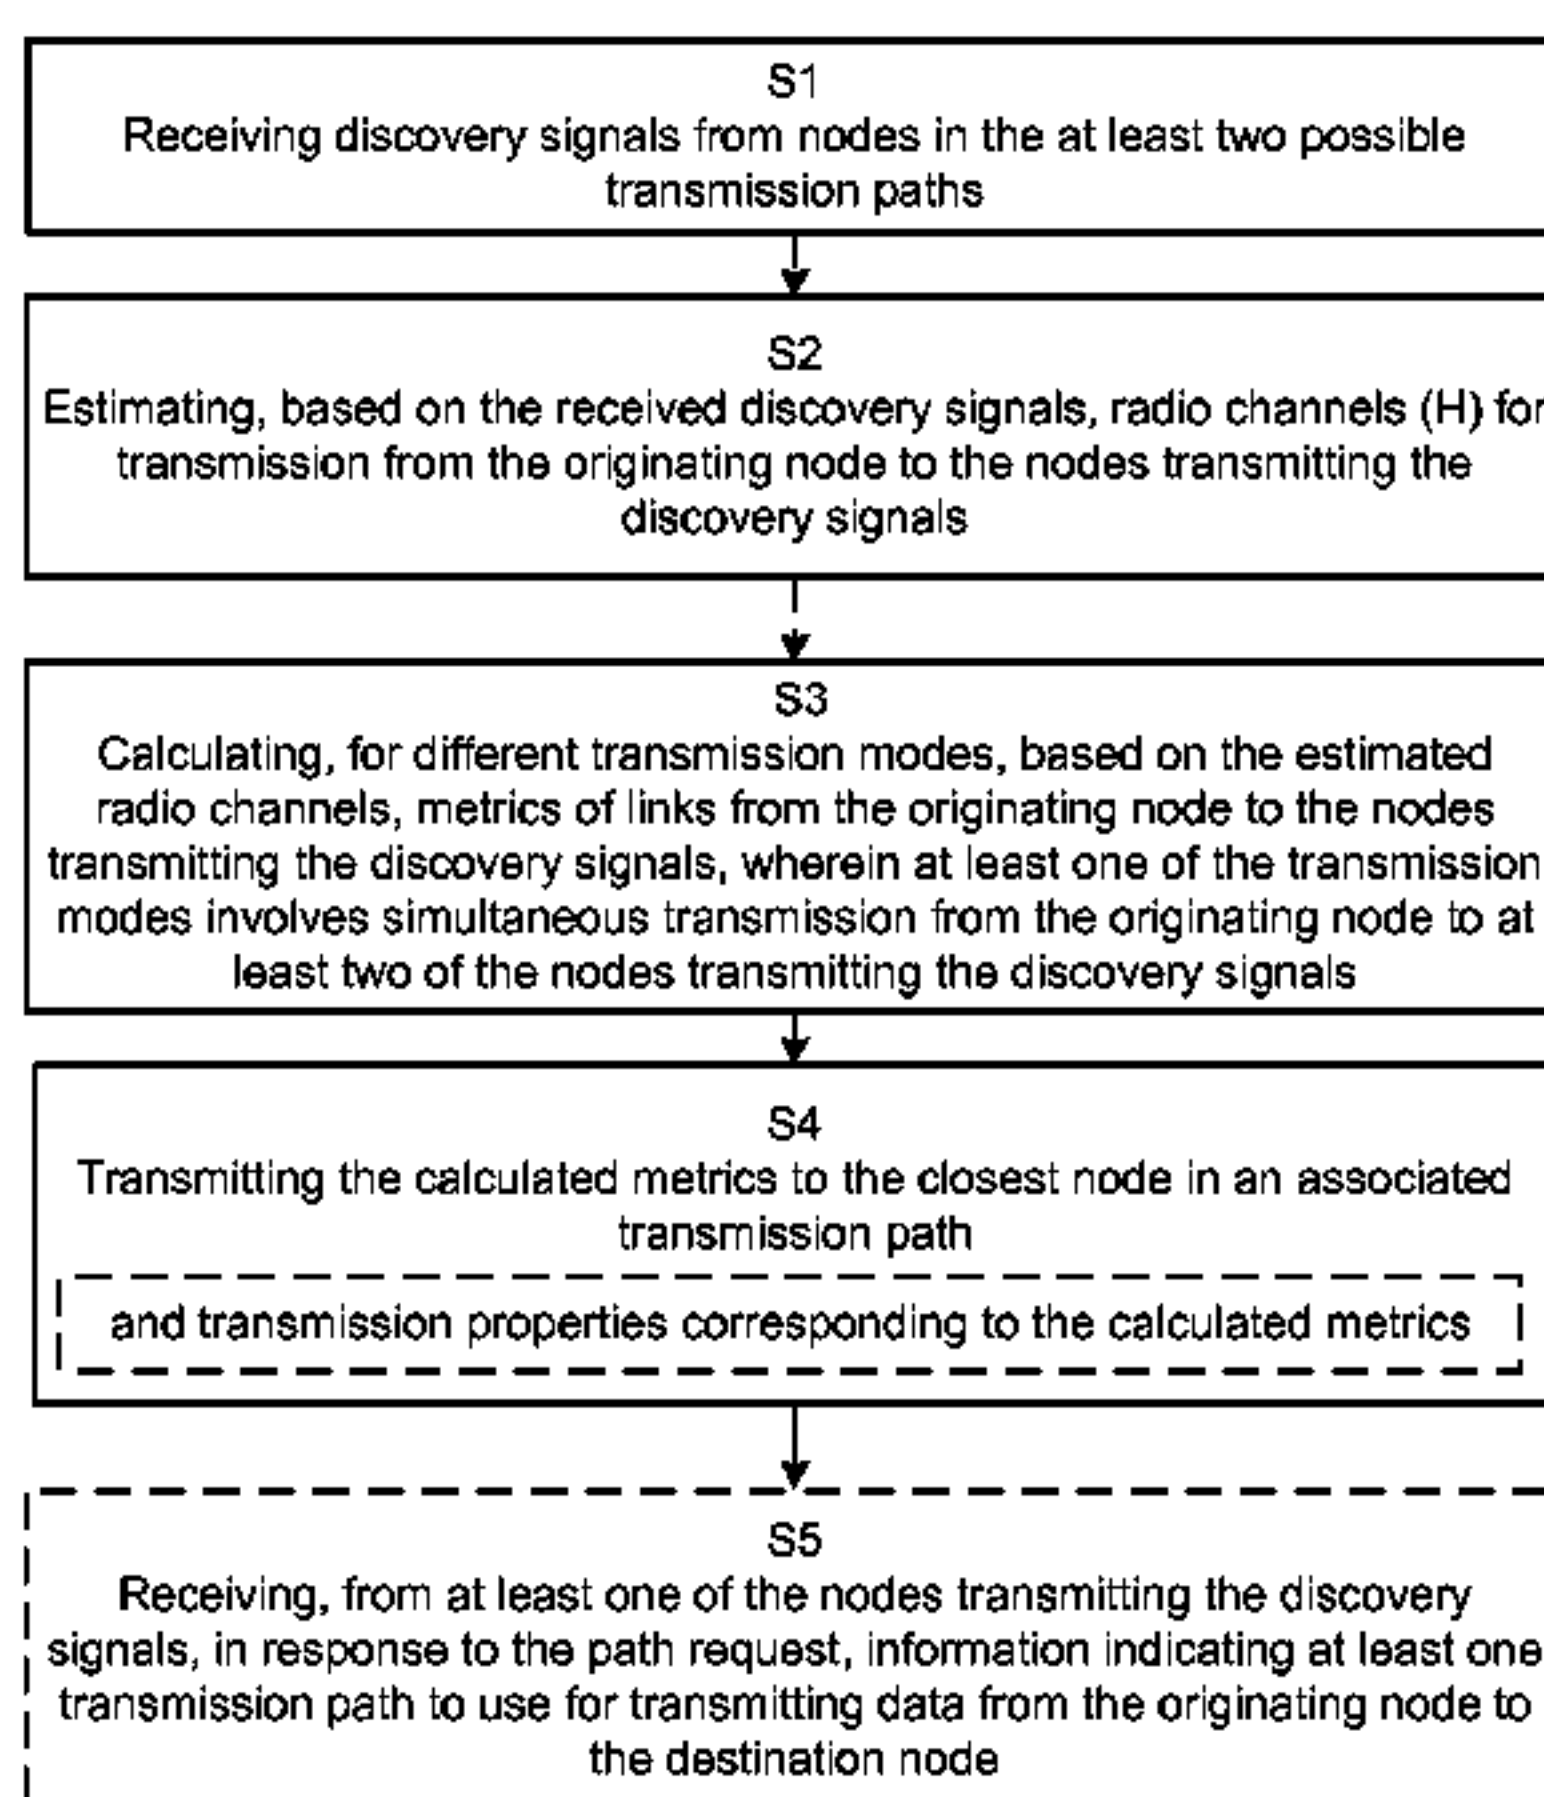 S1
Receiving discovery signals from nodes in the at least two possible
transmission paths
S2
Estimating, based on the received discovery signals, radio channels (H) for
transmission from the originating node to the nodes transmitting the
discovery signals
S3
Calculating, for different transmission modes, based on the estimated
radio channels, metrics of links from the originating node to the nodes
transmitting the discovery signals, wherein at least one of the transmission
modes involves simultaneous transmission from the originating node to at
least two of the nodes transmitting the discovery signals
S4
Transmitting the calculated metrics to the closest node in an associated
transmission path
and transmission properties corresponding to the calculated metrics
S5
Receiving, from at least one of the nodes transmitting the discovery
signals, in response to the path request, information indicating at least one
transmission path to use for transmitting data from the originating node to
the destination node